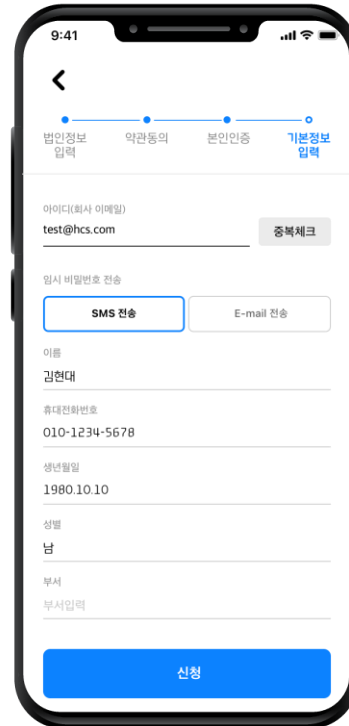 9:41
법인정보
입력
약관동의
본인인증
기본정보
입력
아이디(회사 이메일)
test@hcs.com
중복체크
임시 비밀번호 전송
SMS 전송
E-mail 전송
이름
김현대
휴대전화번호
010-1234-5678
생년월일
1980.10.10
성별
남
부서
부서입력
신청